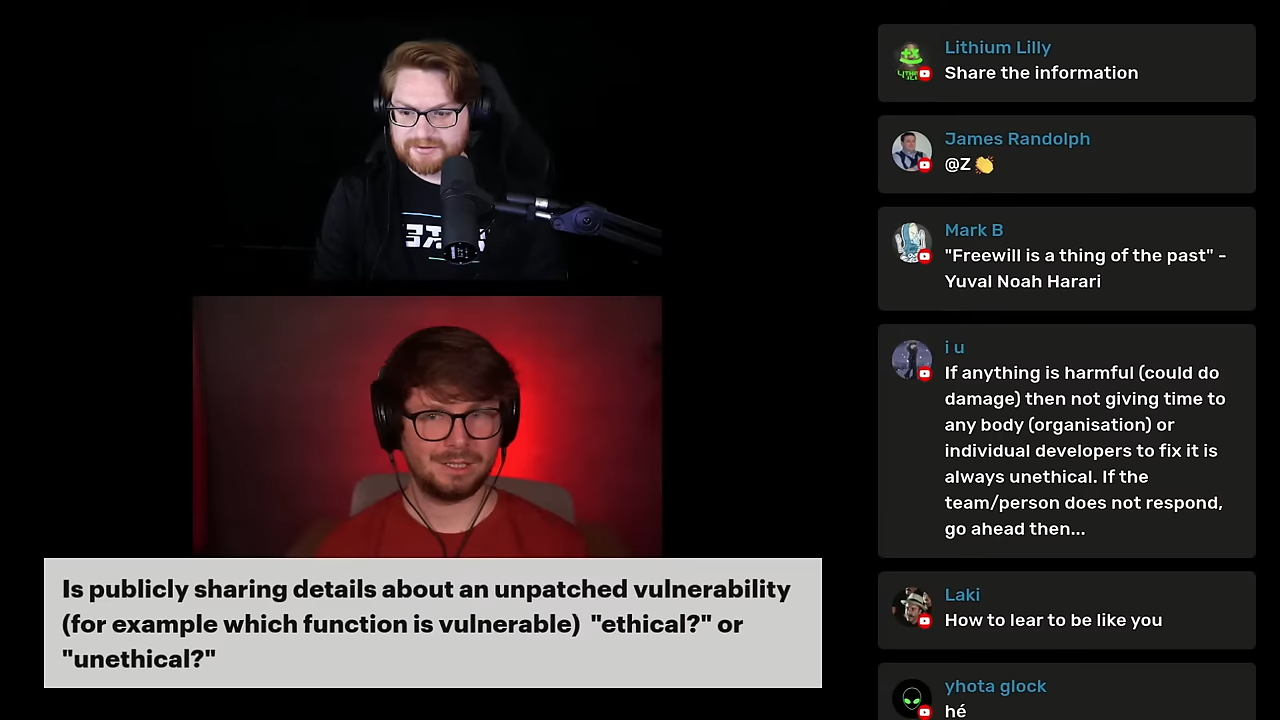 Lithium Lilly
Share the information
James Randolph
@Z 👏
Mark B
"Freewill is a thing of the past" -
Yuval Noah Harari
i u
If anything is harmful (could do
damage) then not giving time to
any body (organisation) or
individual developers to fix it is
always unethical. If the
team/person does not respond,
go ahead then...
Laki
How to lear to be like you
yhota glock
hé
Is publicly sharing details about an unpatched vulnerability
(for example which function is vulnerable) "ethical?" or
"unethical?"